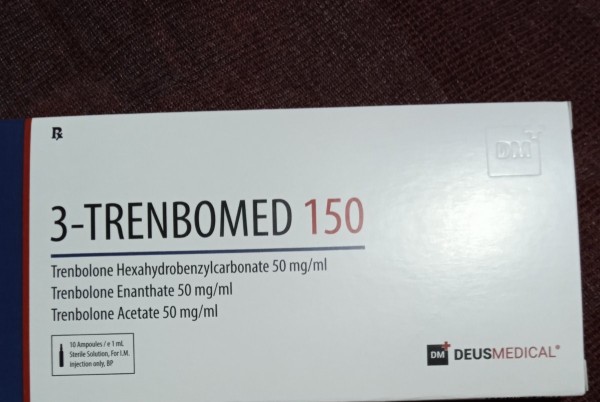 ℞
DM
3-TRENBOMED 150
Trenbolone Hexahydrobenzylcarbonate 50 mg/ml
Trenbolone Enanthate 50 mg/ml
Trenbolone Acetate 50 mg/ml
10 Ampoules / e 1 mL
Sterile Solution, For I.M.
injection only, BP
DM DEUSMEDICAL®